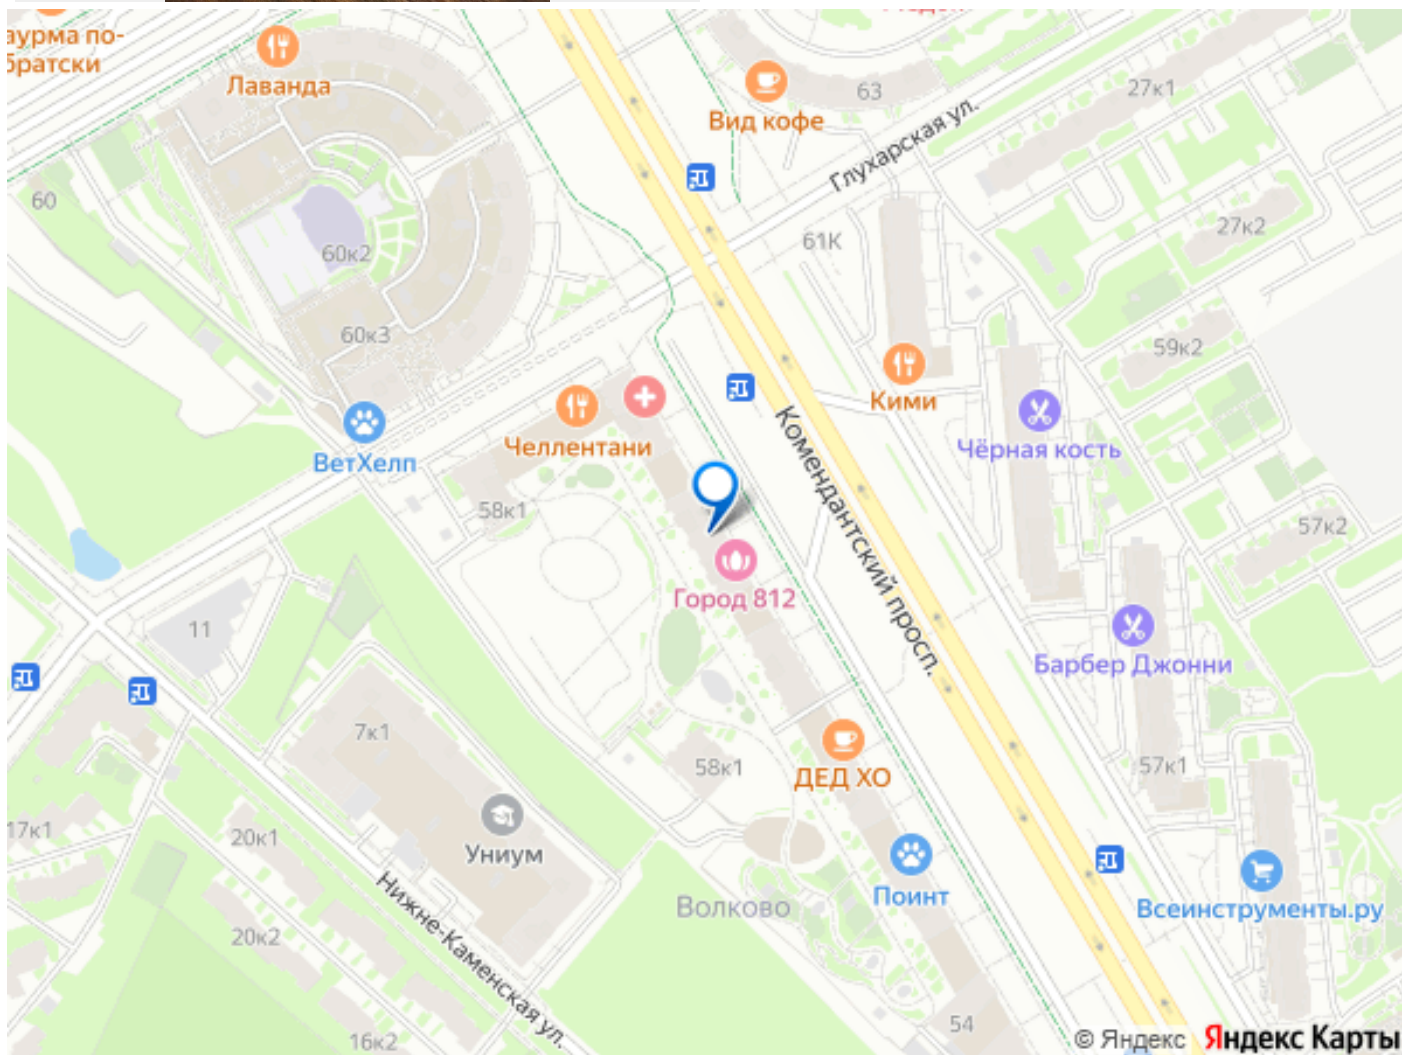 аурма по-
братски
Лаванда
Вид кофе
63
27к1
Глухарская ул.
60
60к2
61К
27к2
60к3
59к2
Кими
Челлентани
Чёрная кость
ВетХелп
Комендантский просп.
58к1
57к2
Город 812
11
Барбер Джонни
7к1
58к1
ДЕД ХО
57к1
17к1
20к1
Униум
Поинт
Волково
Всеинструменты.ру
Нижне-Каменская ул.
20к2
16к2
54
© Яндекс Яндекс Карты